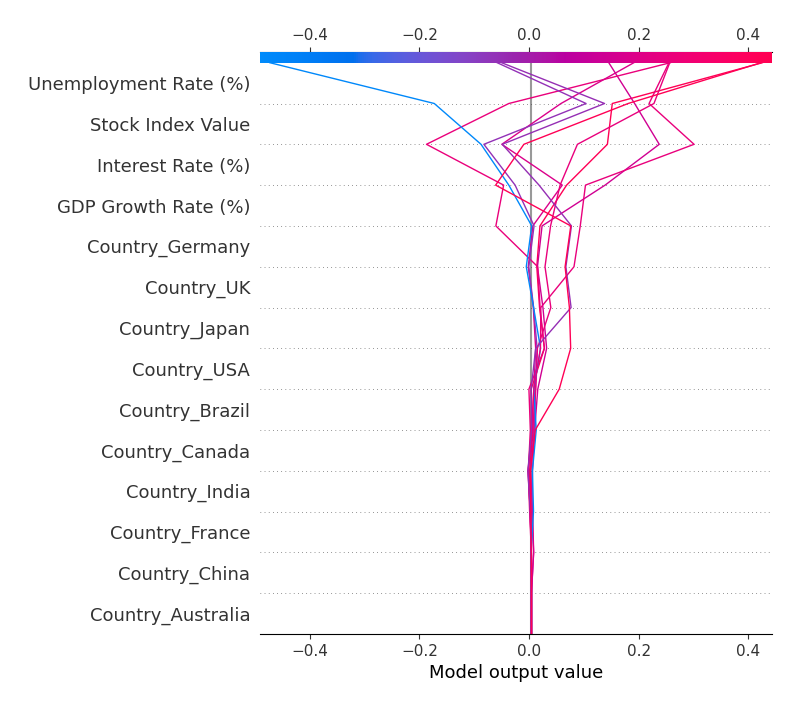 −0.4 −0.2 0.0 0.2 0.4
Unemployment Rate (%)
Stock Index Value
Interest Rate (%)
GDP Growth Rate (%)
Country_Germany
Country_UK
Country_Japan
Country_USA
Country_Brazil
Country_Canada
Country_India
Country_France
Country_China
Country_Australia
−0.4 −0.2 0.0 0.2 0.4
Model output value